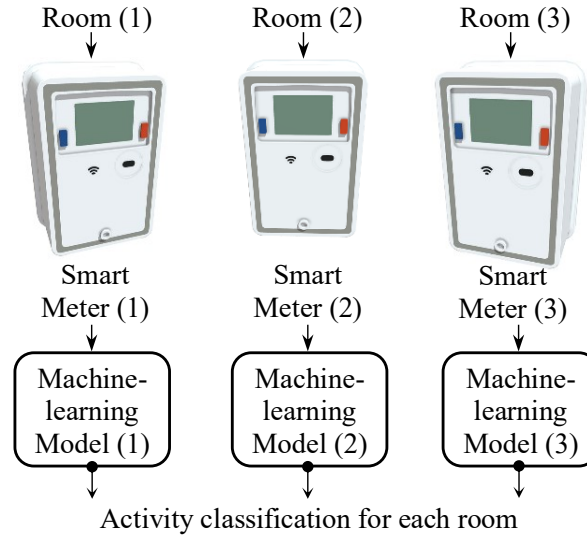 Room (1) Room (2) Room (3)
Smart Smart Smart
Meter (1) Meter (2) Meter (3)
Machine- Machine- Machine-
learning learning learning
Model (1) Model (2) Model (3)
Activity classification for each room